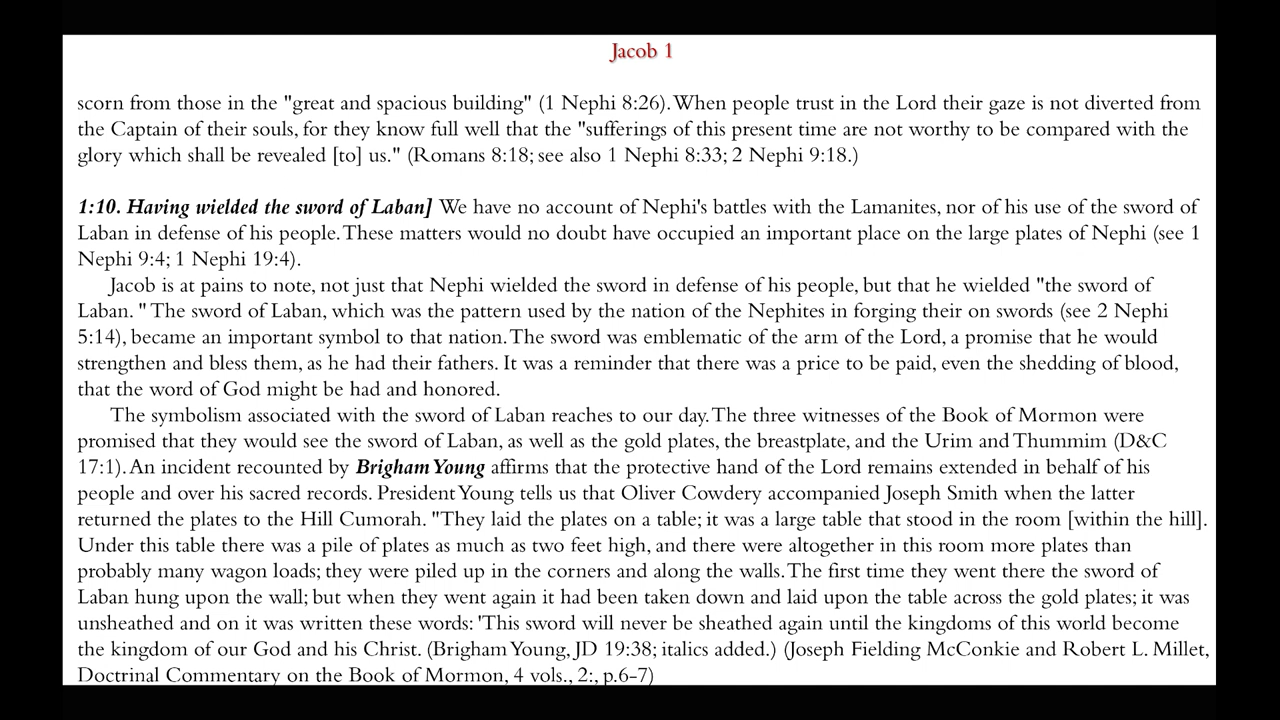 Jacob 1
scorn from those in the "great and spacious building" (1 Nephi 8:26). When people trust in the Lord their gaze is not diverted from
the Captain of their souls, for they know full well that the "sufferings of this present time are not worthy to be compared with the
glory which shall be revealed [to] us." (Romans 8:18; see also 1 Nephi 8:33; 2 Nephi 9:18.)
1:10. Having wielded the sword of Laban] We have no account of Nephi's battles with the Lamanites, nor of his use of the sword of
Laban in defense of his people. These matters would no doubt have occupied an important place on the large plates of Nephi (see 1
Nephi 9:4; 1 Nephi 19:4).
Jacob is at pains to note, not just that Nephi wielded the sword in defense of his people, but that he wielded "the sword of
Laban. " The sword of Laban, which was the pattern used by the nation of the Nephites in forging their on swords (see 2 Nephi
5:14), became an important symbol to that nation. The sword was emblematic of the arm of the Lord, a promise that he would
strengthen and bless them, as he had their fathers. It was a reminder that there was a price to be paid, even the shedding of blood,
that the word of God might be had and honored.
The symbolism associated with the sword of Laban reaches to our day. The three witnesses of the Book of Mormon were
promised that they would see the sword of Laban, as well as the gold plates, the breastplate, and the Urim and Thummim (D&C
17:1). An incident recounted by Brigham Young affirms that the protective hand of the Lord remains extended in behalf of his
people and over his sacred records. President Young tells us that Oliver Cowdery accompanied Joseph Smith when the latter
returned the plates to the Hill Cumorah. "They laid the plates on a table; it was a large table that stood in the room [within the hill].
Under this table there was a pile of plates as much as two feet high, and there were altogether in this room more plates than
probably many wagon loads; they were piled up in the corners and along the walls. The first time they went there the sword of
Laban hung upon the wall; but when they went again it had been taken down and laid upon the table across the gold plates; it was
unsheathed and on it was written these words: 'This sword will never be sheathed again until the kingdoms of this world become
the kingdom of our God and his Christ. (Brigham Young, JD 19:38; italics added.) (Joseph Fielding McConkie and Robert L. Millet,
Doctrinal Commentary on the Book of Mormon, 4 vols., 2:, p.6-7)